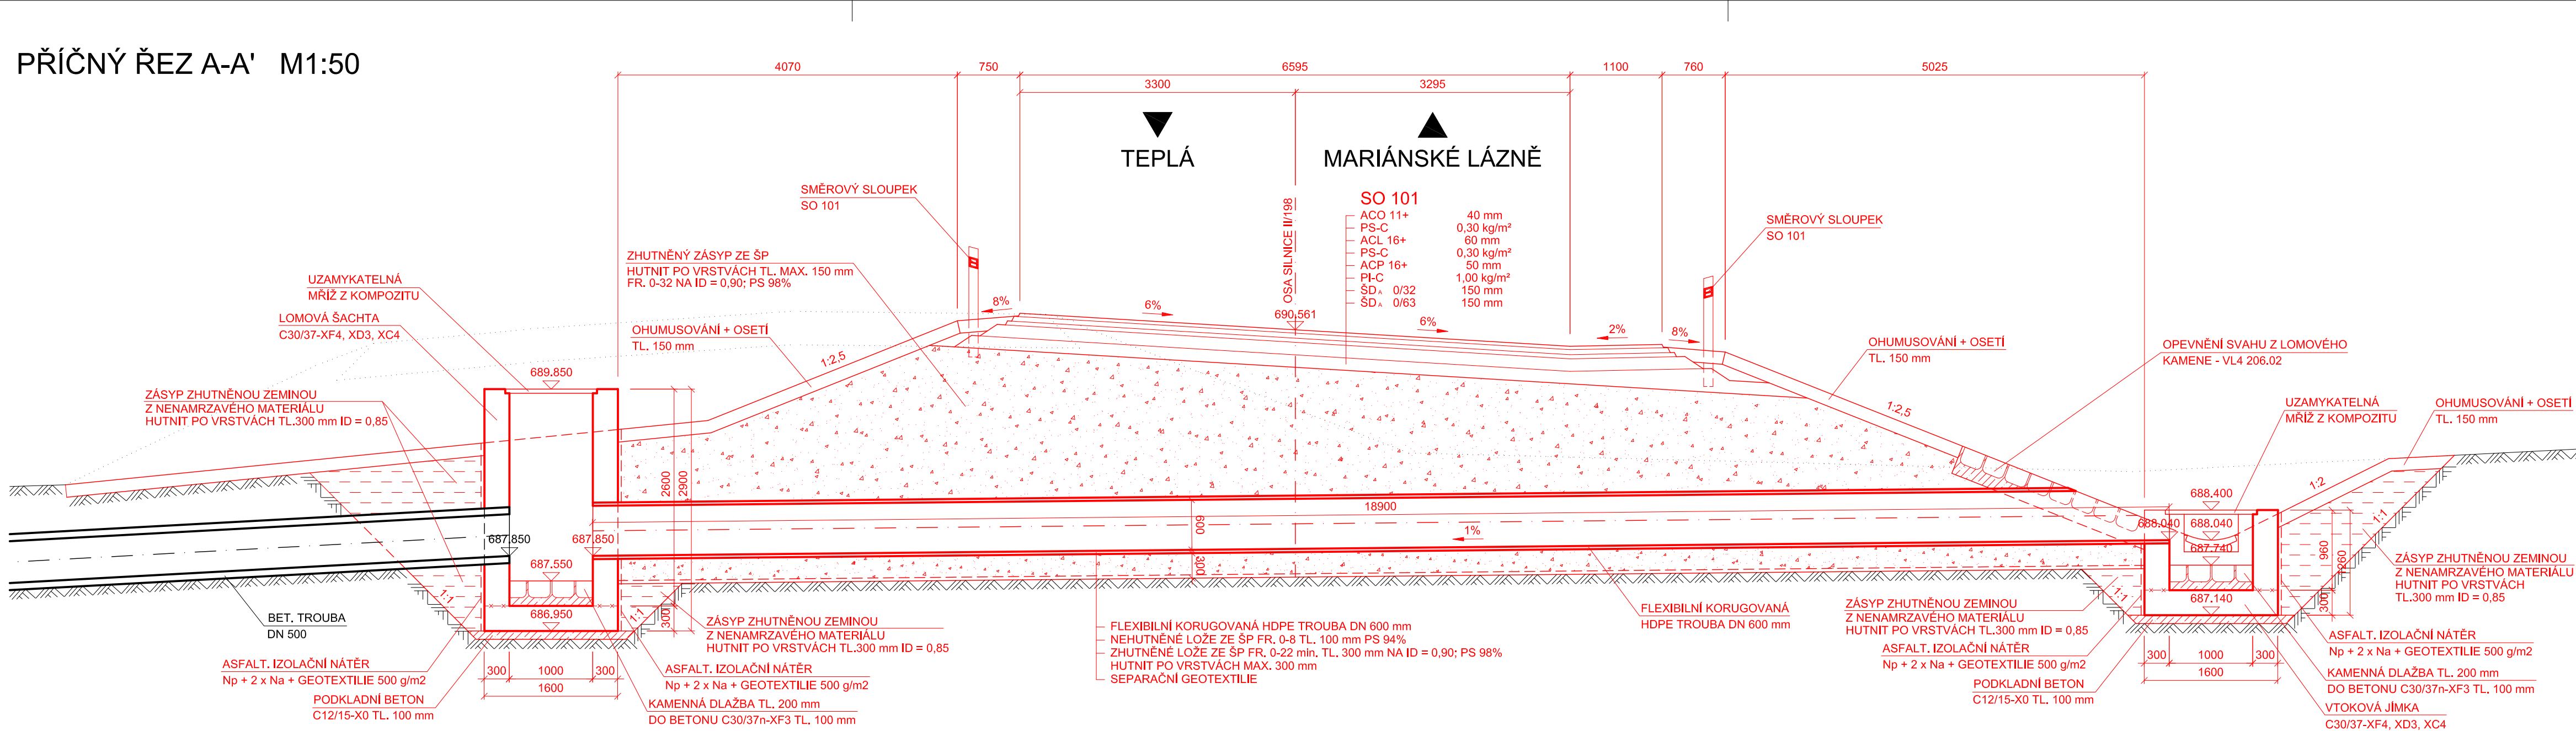 PŘÍČNÝ ŘEZ A-A' M1:50
4070
750
6595
1100
760
5025
3300
3295
TEPLÁ
MARIÁNSKÉ LÁZNĚ
OSA SILNICE II/198
690.561
SO 101
ACO 11+ 40 mm
PS-C 0,30 kg/m²
ACL 16+ 60 mm
PS-C 0,30 kg/m²
ACP 16+ 50 mm
PI-C 1,00 kg/m²
ŠDA 0/32 150 mm
ŠDA 0/63 150 mm
SMĚROVÝ SLOUPEK
SO 101
SMĚROVÝ SLOUPEK
SO 101
ZHUTNĚNÝ ZÁSYP ZE ŠP
HUTNIT PO VRSTVÁCH TL. MAX. 150 mm
FR. 0-32 NA ID = 0,90; PS 98%
UZAMYKATELNÁ
MŘÍŽ Z KOMPOZITU
LOMOVÁ ŠACHTA
C30/37-XF4, XD3, XC4
OHUMUSOVÁNÍ + OSETÍ
TL. 150 mm
8%
6%
6%
2%
8%
1:2,5
OHUMUSOVÁNÍ + OSETÍ
TL. 150 mm
OPEVNĚNÍ SVAHU Z LOMOVÉHO
KAMENE - VL4 206.02
1:2,5
UZAMYKATELNÁ
MŘÍŽ Z KOMPOZITU
OHUMUSOVÁNÍ + OSETÍ
TL. 150 mm
689.850
ZÁSYP ZHUTNĚNOU ZEMINOU
Z NENAMRZAVÉHO MATERIÁLU
HUTNIT PO VRSTVÁCH TL.300 mm ID = 0,85
2600
2900
300
18900
600
300
1%
1:2
1:1
688.400
688.040
688.040
687.740
687.140
960
1260
300
687.850
687.850
687.550
686.950
1:1
1:1
1:1
BET. TROUBA
DN 500
ZÁSYP ZHUTNĚNOU ZEMINOU
Z NENAMRZAVÉHO MATERIÁLU
HUTNIT PO VRSTVÁCH TL.300 mm ID = 0,85
FLEXIBILNÍ KORUGOVANÁ HDPE TROUBA DN 600 mm
NEHUTNĚNÉ LOŽE ZE ŠP FR. 0-8 TL. 100 mm PS 94%
ZHUTNĚNÉ LOŽE ZE ŠP FR. 0-22 min. TL. 300 mm NA ID = 0,90; PS 98%
HUTNIT PO VRSTVÁCH MAX. 300 mm
SEPARAČNÍ GEOTEXTILIE
FLEXIBILNÍ KORUGOVANÁ
HDPE TROUBA DN 600 mm
ZÁSYP ZHUTNĚNOU ZEMINOU
Z NENAMRZAVÉHO MATERIÁLU
HUTNIT PO VRSTVÁCH TL.300 mm ID = 0,85
ZÁSYP ZHUTNĚNOU ZEMINOU
Z NENAMRZAVÉHO MATERIÁLU
HUTNIT PO VRSTVÁCH
TL.300 mm ID = 0,85
ASFALT. IZOLAČNÍ NÁTĚR
Np + 2 x Na + GEOTEXTILIE 500 g/m2
PODKLADNÍ BETON
C12/15-X0 TL. 100 mm
300
1000
300
1600
ASFALT. IZOLAČNÍ NÁTĚR
Np + 2 x Na + GEOTEXTILIE 500 g/m2
KAMENNÁ DLAŽBA TL. 200 mm
DO BETONU C30/37n-XF3 TL. 100 mm
ASFALT. IZOLAČNÍ NÁTĚR
Np + 2 x Na + GEOTEXTILIE 500 g/m2
PODKLADNÍ BETON
C12/15-X0 TL. 100 mm
300
1000
300
1600
ASFALT. IZOLAČNÍ NÁTĚR
Np + 2 x Na + GEOTEXTILIE 500 g/m2
KAMENNÁ DLAŽBA TL. 200 mm
DO BETONU C30/37n-XF3 TL. 100 mm
VTOKOVÁ JÍMKA
C30/37-XF4, XD3, XC4